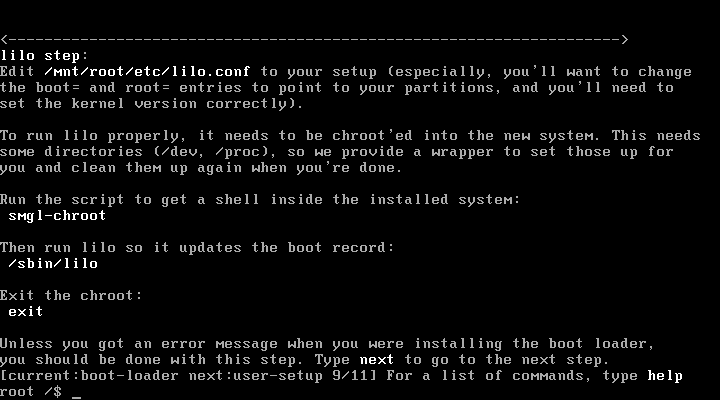 <---------------------------------------------------------------------------->
lilo step:
Edit /mnt/root/etc/lilo.conf to your setup (especially, you'll want to change
the boot= and root= entries to point to your partitions, and you'll need to
set the kernel version correctly).
To run lilo properly, it needs to be chroot'ed into the new system. This needs
some directories (/dev, /proc), so we provide a wrapper to set those up for
you and clean them up again when you're done.
Run the script to get a shell inside the installed system:
smgl-chroot
Then run lilo so it updates the boot record:
/sbin/lilo
Exit the chroot:
exit
Unless you got an error message when you were installing the boot loader,
you should be done with this step. Type next to go to the next step.
[current:boot-loader next:user-setup 9/11] For a list of commands, type help
root /$ _